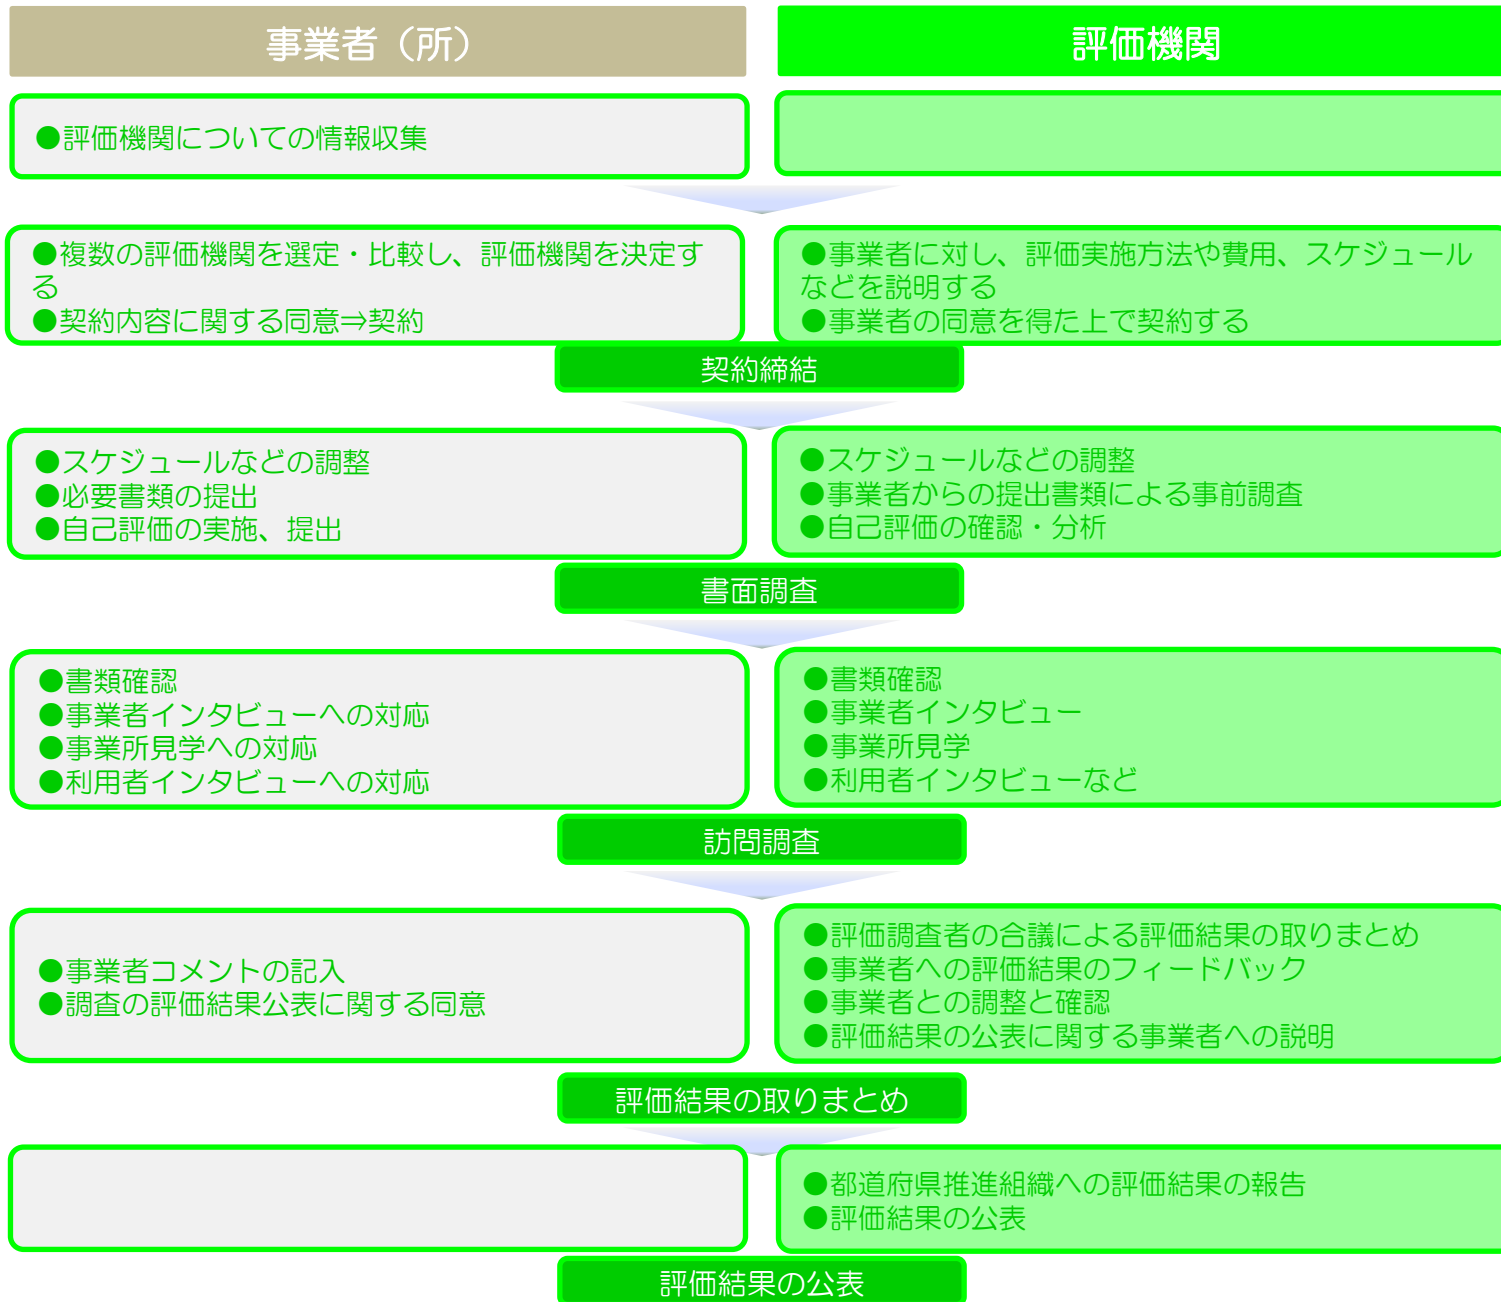 事業者（所）
評価機関
●評価機関についての情報収集
●複数の評価機関を選定・比較し、評価機関を決定す
る
●契約内容に関する同意⇒契約
●事業者に対し、評価実施方法や費用、スケジュール
などを説明する
●事業者の同意を得た上で契約する
契約締結
●スケジュールなどの調整
●必要書類の提出
●自己評価の実施、提出
●スケジュールなどの調整
●事業者からの提出書類による事前調査
●自己評価の確認・分析
書面調査
●書類確認
●事業者インタビューへの対応
●事業所見学への対応
●利用者インタビューへの対応
●書類確認
●事業者インタビュー
●事業所見学
●利用者インタビューなど
訪問調査
●事業者コメントの記入
●調査の評価結果公表に関する同意
●評価調査者の合議による評価結果の取りまとめ
●事業者への評価結果のフィードバック
●事業者との調整と確認
●評価結果の公表に関する事業者への説明
評価結果の取りまとめ
●都道府県推進組織への評価結果の報告
●評価結果の公表
評価結果の公表